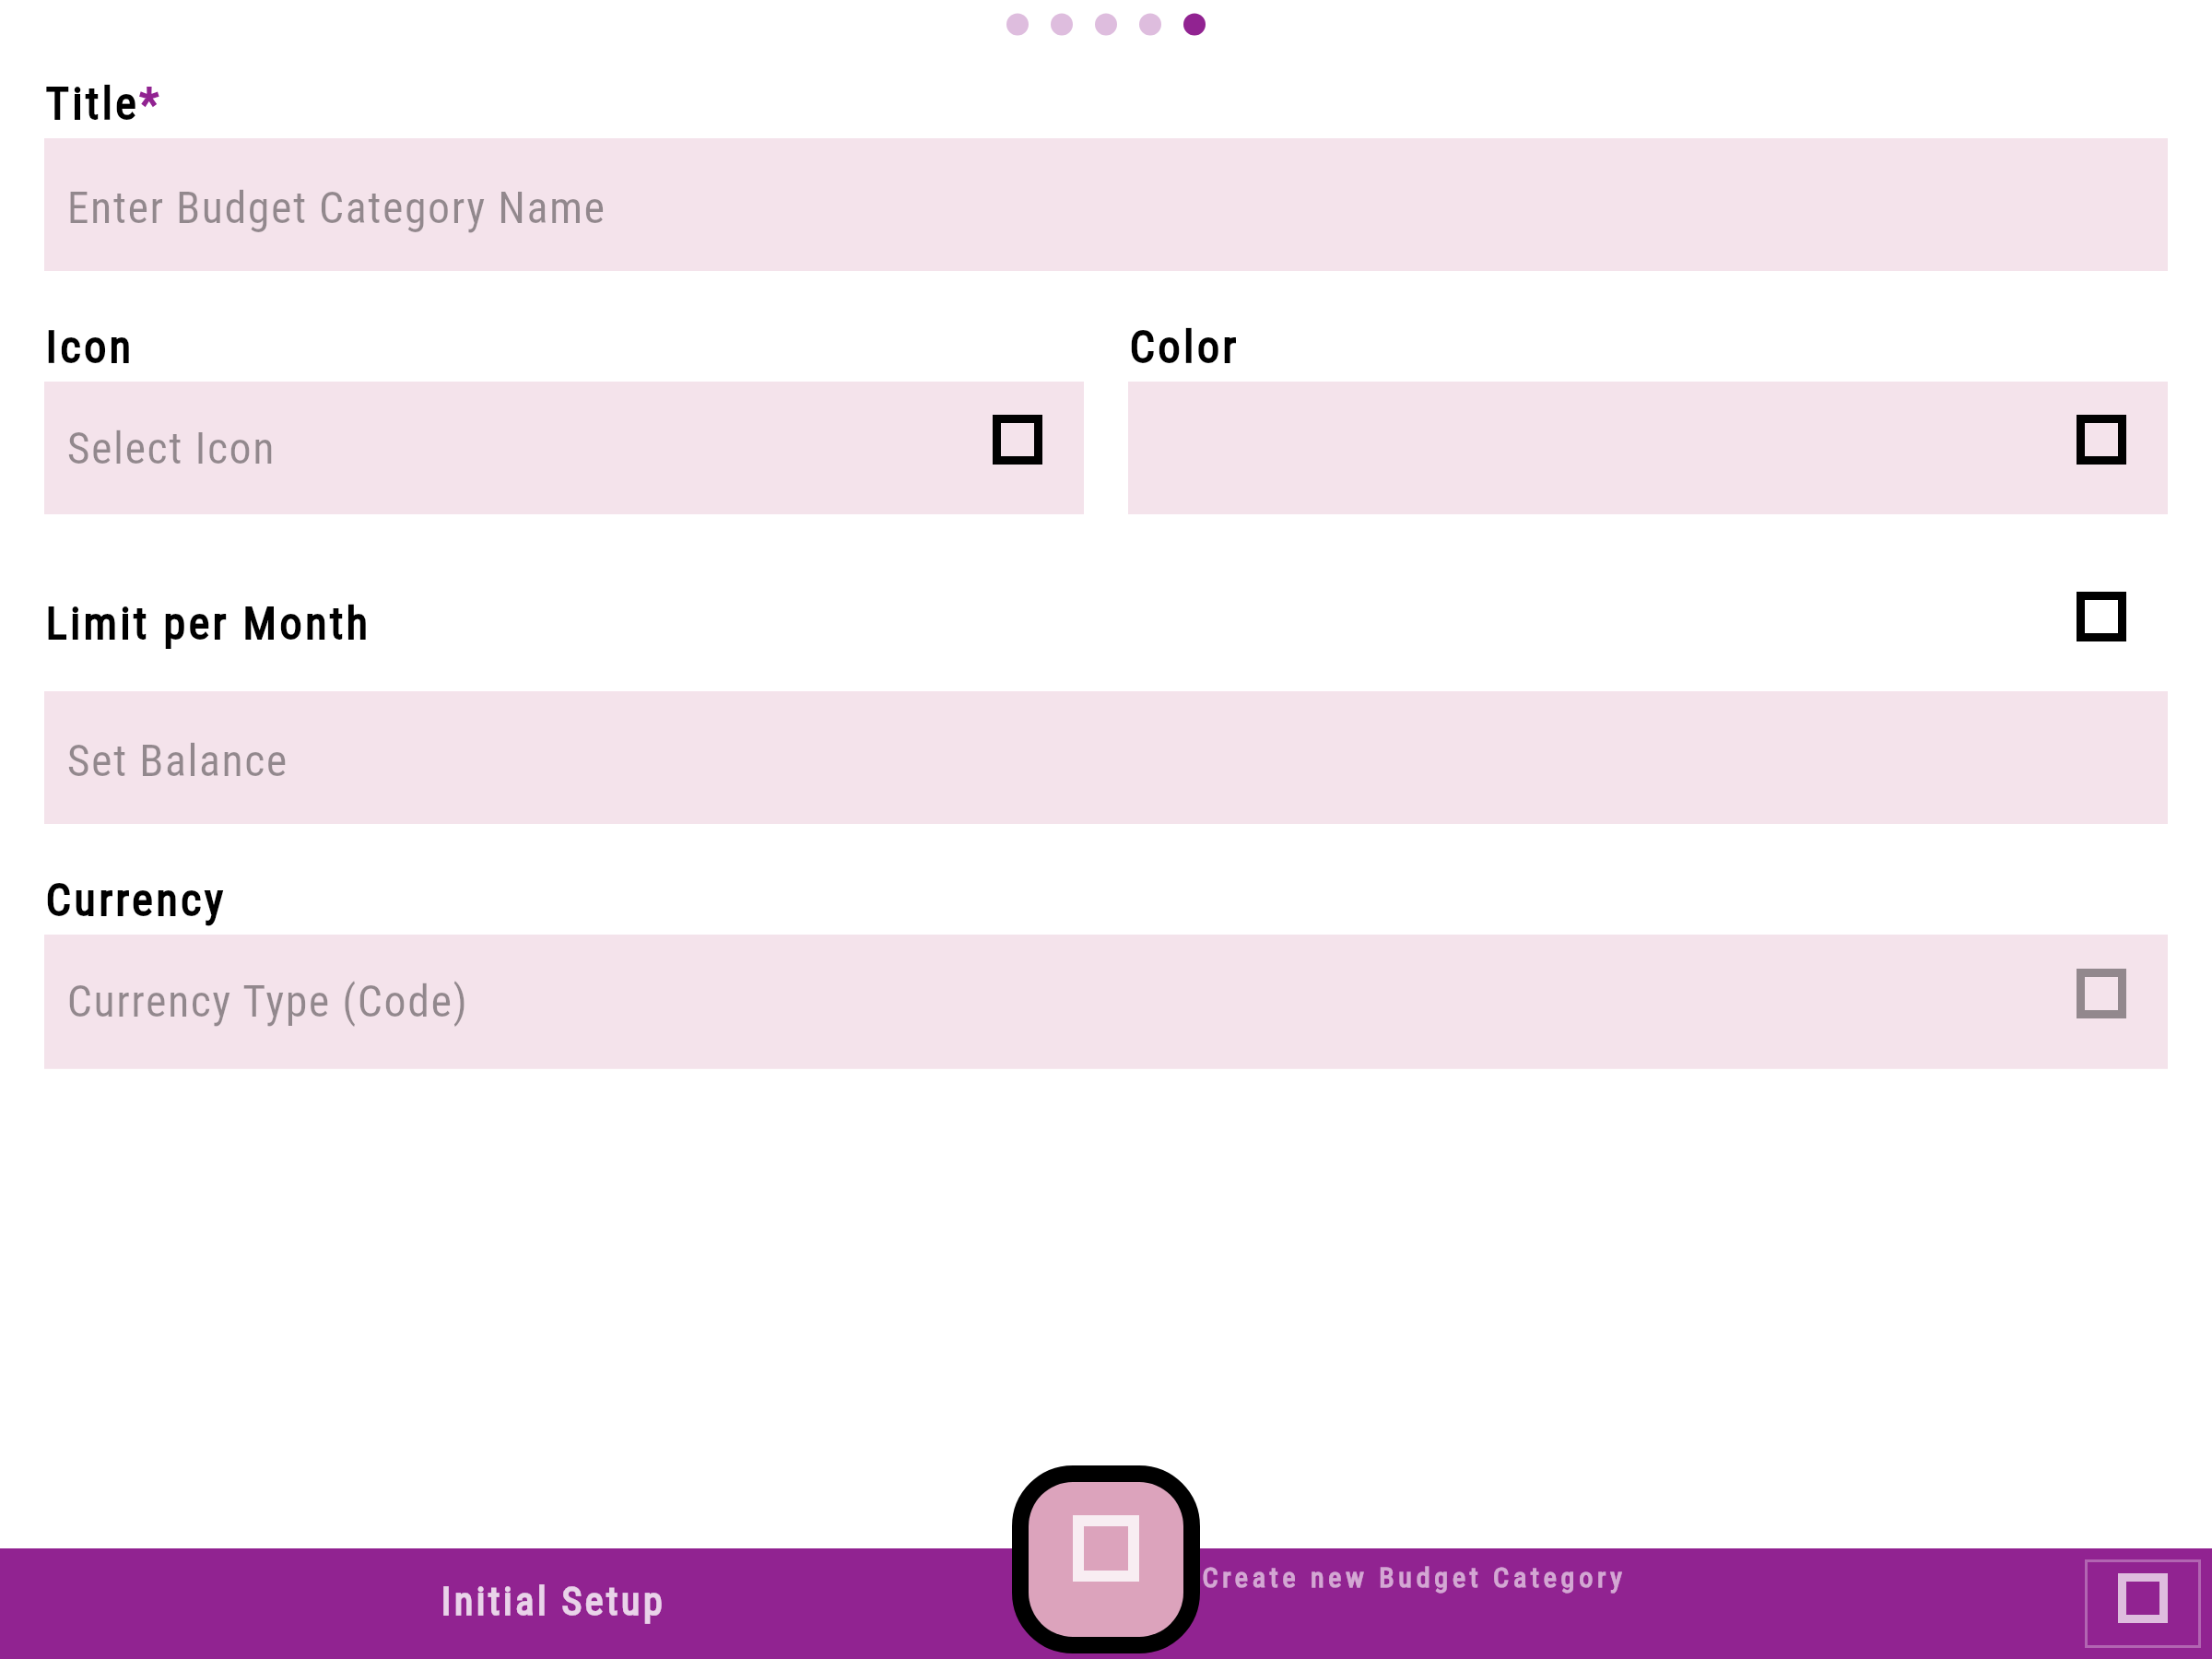 Title*
Enter Budget Category Name
Icon
Color
Select Icon
Limit per Month
Set Balance
Currency
Currency Type (Code)
Initial Setup
Create new Budget Category